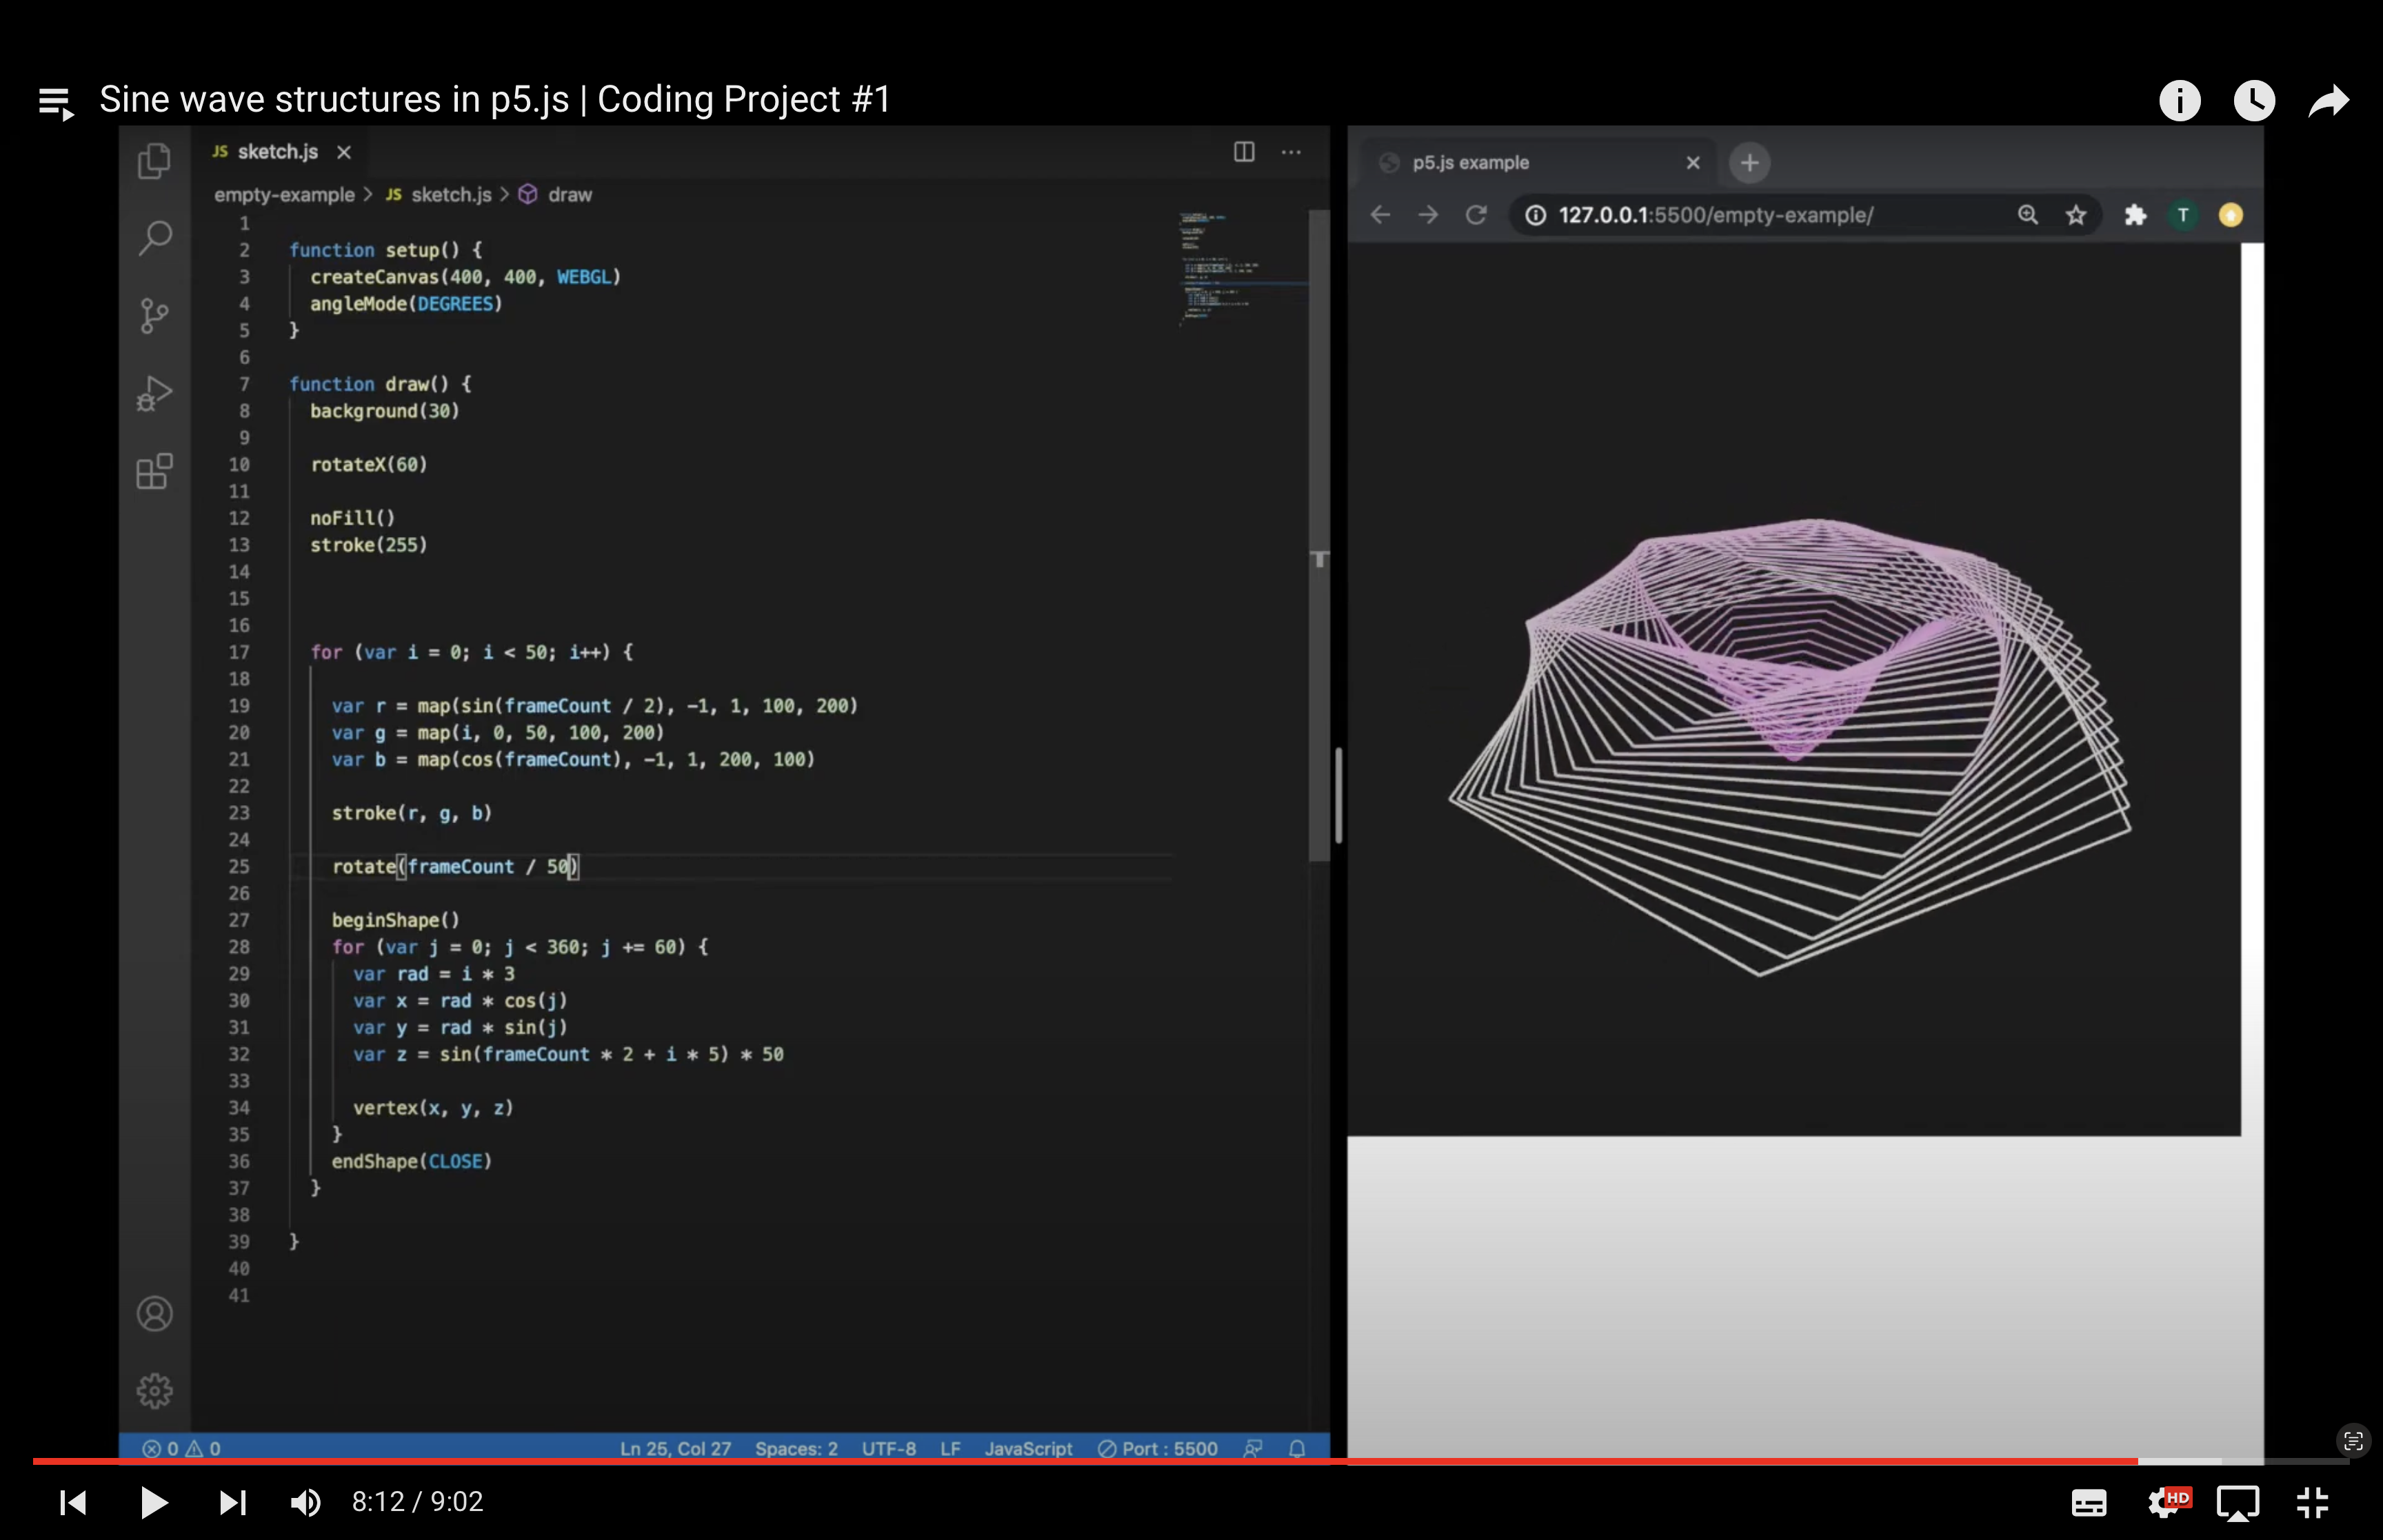 Sine wave structures in p5.js | Coding Project #1
JS sketch.js
empty-example > JS sketch.js > draw
1
2 function setup() {
3 createCanvas(400, 400, WEBGL)
4 angleMode(DEGREES)
5 }
6
7 function draw() {
8 background(30)
9
10 rotateX(60)
11
12 noFill()
13 stroke(255)
14
15
16
17 for (var i = 0; i < 50; i++) {
18
19 var r = map(sin(frameCount / 2), -1, 1, 100, 200)
20 var g = map(i, 0, 50, 100, 200)
21 var b = map(cos(frameCount), -1, 1, 200, 100)
22
23 stroke(r, g, b)
24
25 rotate(frameCount / 50)
26
27 beginShape()
28 for (var j = 0; j < 360; j += 60) {
29 var rad = i * 3
30 var x = rad * cos(j)
31 var y = rad * sin(j)
32 var z = sin(frameCount * 2 + i * 5) * 50
33
34 vertex(x, y, z)
35 }
36 endShape(CLOSE)
37 }
38
39 }
40
41
0 0 Ln 25, Col 27 Spaces: 2 UTF-8 LF JavaScript Port : 5500
p5.js example
127.0.0.1:5500/empty-example/
T
8:12 / 9:02
HD